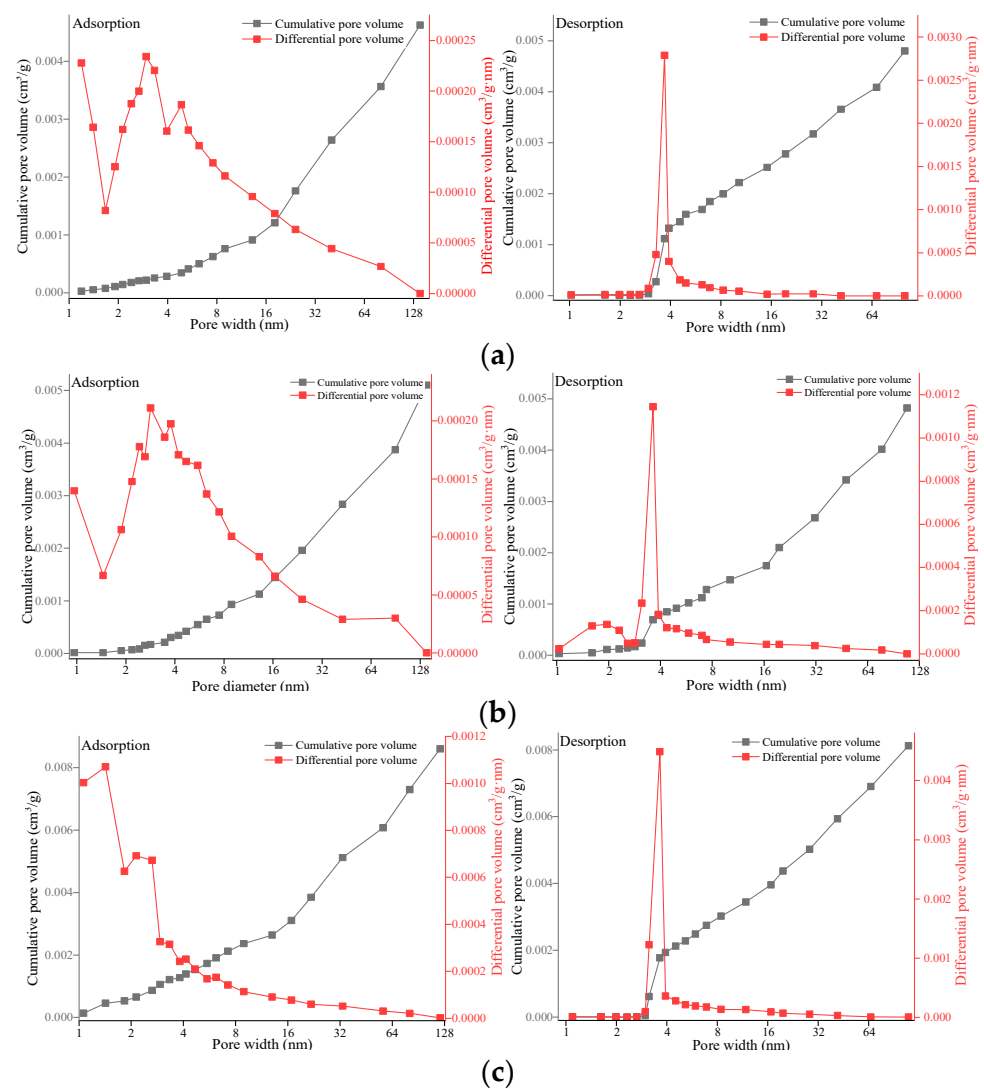 Adsorption
Cumulative pore volume
Differential pore volume
Cumulative pore volume (cm³/g)
0.004
0.003
0.002
0.001
0.000
0.00025
0.00020
0.00015
0.00010
0.00005
0.00000
Differential pore volume (cm³/g·nm)
1 2 4 8 16 32 64 128
Pore width (nm)
Desorption
Cumulative pore volume
Differential pore volume
Cumulative pore volume (cm³/g)
0.005
0.004
0.003
0.002
0.001
0.000
0.0030
0.0025
0.0020
0.0015
0.0010
0.0005
0.0000
Differential pore volume (cm³/g·nm)
1 2 4 8 16 32 64
Pore width (nm)
(a)
Adsorption
Cumulative pore volume
Differential pore volume
Cumulative pore volume (cm³/g)
0.005
0.004
0.003
0.002
0.001
0.000
0.00020
0.00015
0.00010
0.00005
0.00000
Differential pore volume (cm³/g·nm)
1 2 4 8 16 32 64 128
Pore diameter (nm)
Desorption
Cumulative pore volume
Differential pore volume
Cumulative pore volume (cm³/g)
0.005
0.004
0.003
0.002
0.001
0.000
0.0012
0.0010
0.0008
0.0006
0.0004
0.0002
0.0000
Differential pore volume (cm³/g·nm)
1 2 4 8 16 32 64 128
Pore width (nm)
(b)
Adsorption
Cumulative pore volume
Differential pore volume
Cumulative pore volume (cm³/g)
0.008
0.006
0.004
0.002
0.000
0.0012
0.0010
0.0008
0.0006
0.0004
0.0002
0.0000
Differential pore volume (cm³/g·nm)
1 2 4 8 16 32 64 128
Pore width (nm)
Desorption
Cumulative pore volume
Differential pore volume
Cumulative pore volume (cm³/g)
0.008
0.006
0.004
0.002
0.000
0.004
0.003
0.002
0.001
0.000
Differential pore volume (cm³/g·nm)
1 2 4 8 16 32 64
Pore width (nm)
(c)